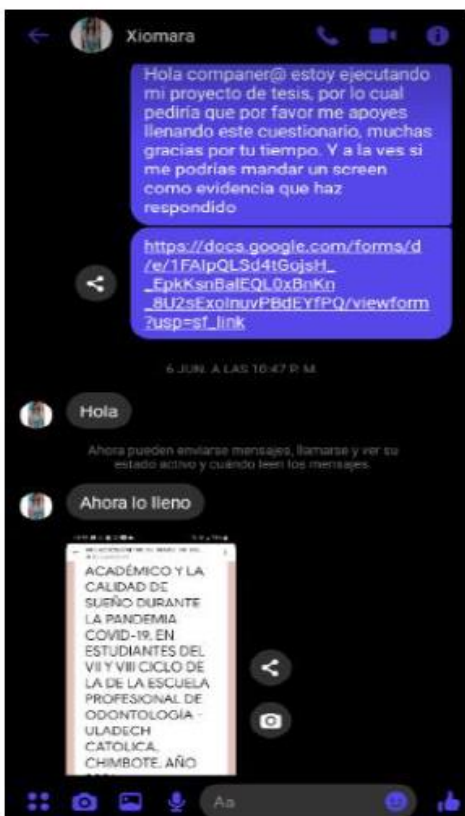 Xiomara
Hola companer@ estoy ejecutando
mi proyecto de tesis, por lo cual
pediría que por favor me apoyes
llenando este cuestionario, muchas
gracias por tu tiempo. Y a la ves si
me podrías mandar un screen
como evidencia que haz
respondido
https://docs.google.com/forms/d
/e/1FAIpQLSd4tGojsH_
_EpkKsnBalEQL0xBnKn
_8U2sExolnuvPBdEYfPQ/viewform
?usp=sf_link
6 JUN. A LAS 10:47 P. M.
Hola
Ahora pueden enviarse mensajes, llamarse y ver su
estado activo y cuándo leen los mensajes.
Ahora lo lleno
ACADÉMICO Y LA
CALIDAD DE
SUEÑO DURANTE
LA PANDEMIA
COVID-19, EN
ESTUDIANTES DEL
VII Y VIII CICLO DE
LA DE LA ESCUELA
PROFESIONAL DE
ODONTOLOGÍA -
ULADECH
CATOLICA,
CHIMBOTE, AÑO
Aa